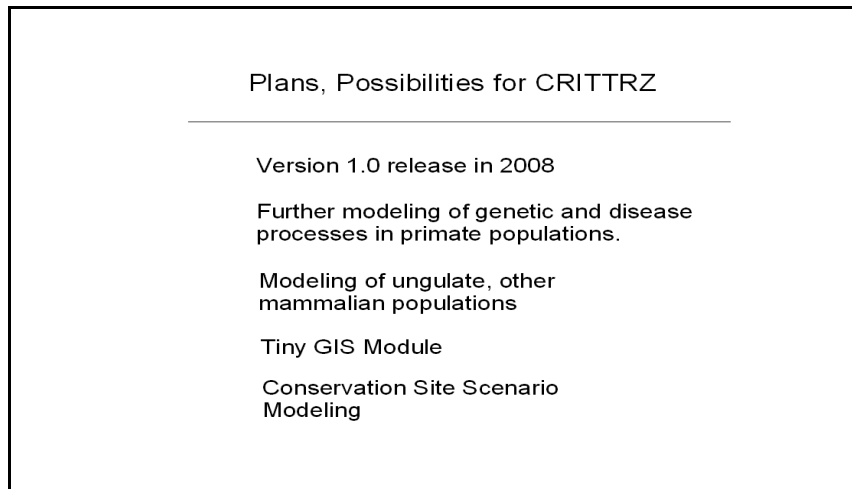 Plans, Possibilities for CRITTRZ
Version 1.0 release in 2008
Further modeling of genetic and disease
processes in primate populations.
Modeling of ungulate, other
mammalian populations
Tiny GIS Module
Conservation Site Scenario
Modeling